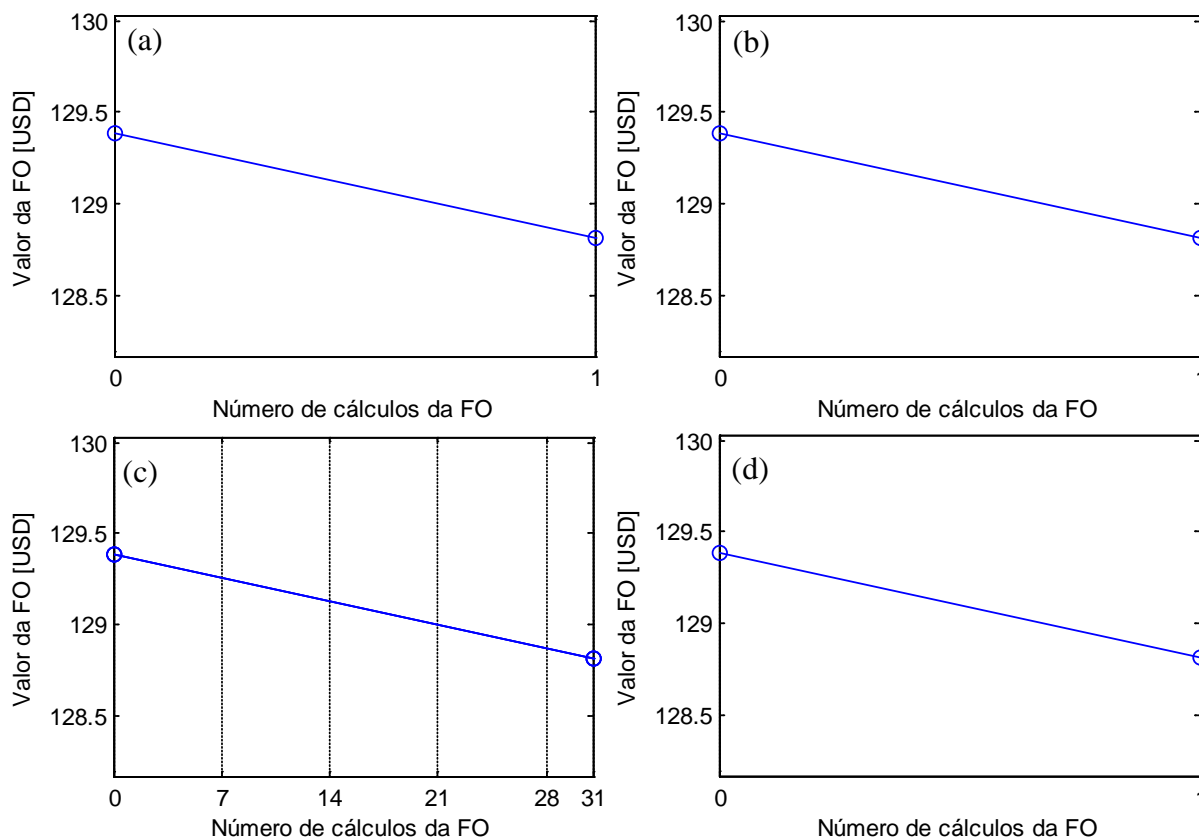 130
(a)
129.5
129
128.5
0
1
Valor da FO [USD]
Número de cálculos da FO
130
(b)
129.5
129
128.5
0
1
Valor da FO [USD]
Número de cálculos da FO
130
(c)
129.5
129
128.5
0 7 14 21 28 31
Valor da FO [USD]
Número de cálculos da FO
130
(d)
129.5
129
128.5
0
1
Valor da FO [USD]
Número de cálculos da FO